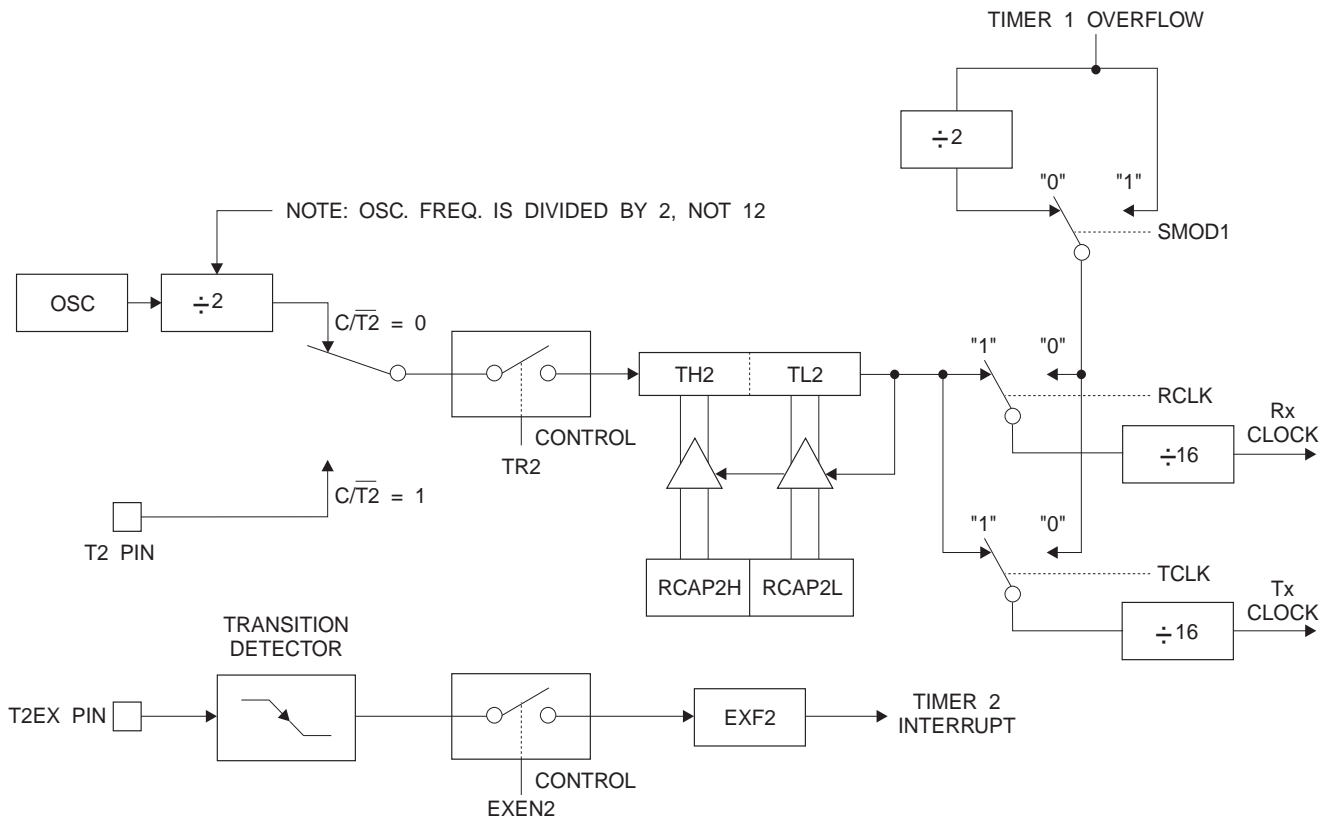 TIMER 1 OVERFLOW
÷2
"0" "1"
NOTE: OSC. FREQ. IS DIVIDED BY 2, NOT 12
SMOD1
OSC
÷2
C/T̅2̅ = 0
"1" "0"
TH2 TL2
RCLK
Rx
CLOCK
CONTROL
÷16
TR2
C/T̅2̅ = 1
"1" "0"
T2 PIN
TCLK
RCAP2H RCAP2L
Tx
CLOCK
÷16
TRANSITION
DETECTOR
T2EX PIN
EXF2
TIMER 2
INTERRUPT
CONTROL
EXEN2